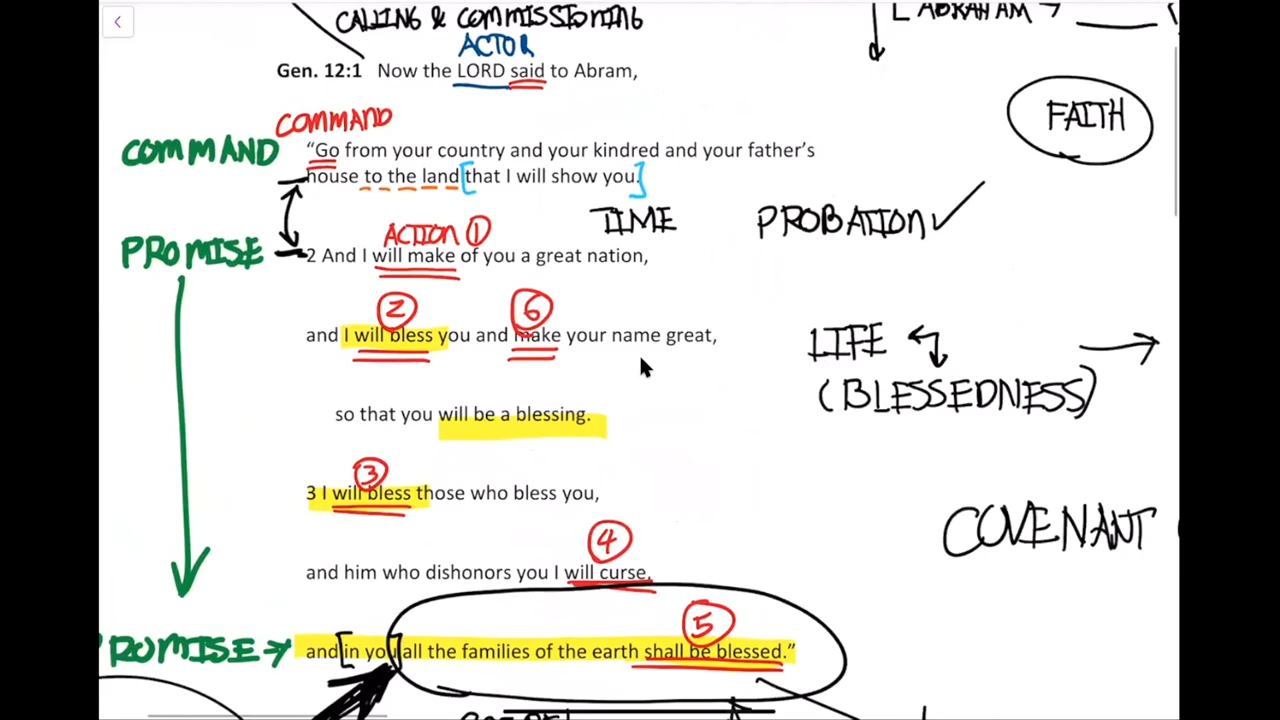 CALLING & COMMISSIONING
ABRAHAM →
ACTOR
Gen. 12:1 Now the LORD said to Abram,
FAITH
COMMAND
COMMAND
“Go from your country and your kindred and your father’s
house to the land [that I will show you.]
TIME
PROBATION ✓
ACTION ①
PROMISE
2 And I will make of you a great nation,
② ⑥
and I will bless you and make your name great,
LIFE
(BLESSEDNESS)
so that you will be a blessing.
③
3 I will bless those who bless you,
COVENANT
④
and him who dishonors you I will curse,
⑤
PROMISE →
and [in you] all the families of the earth shall be blessed.”